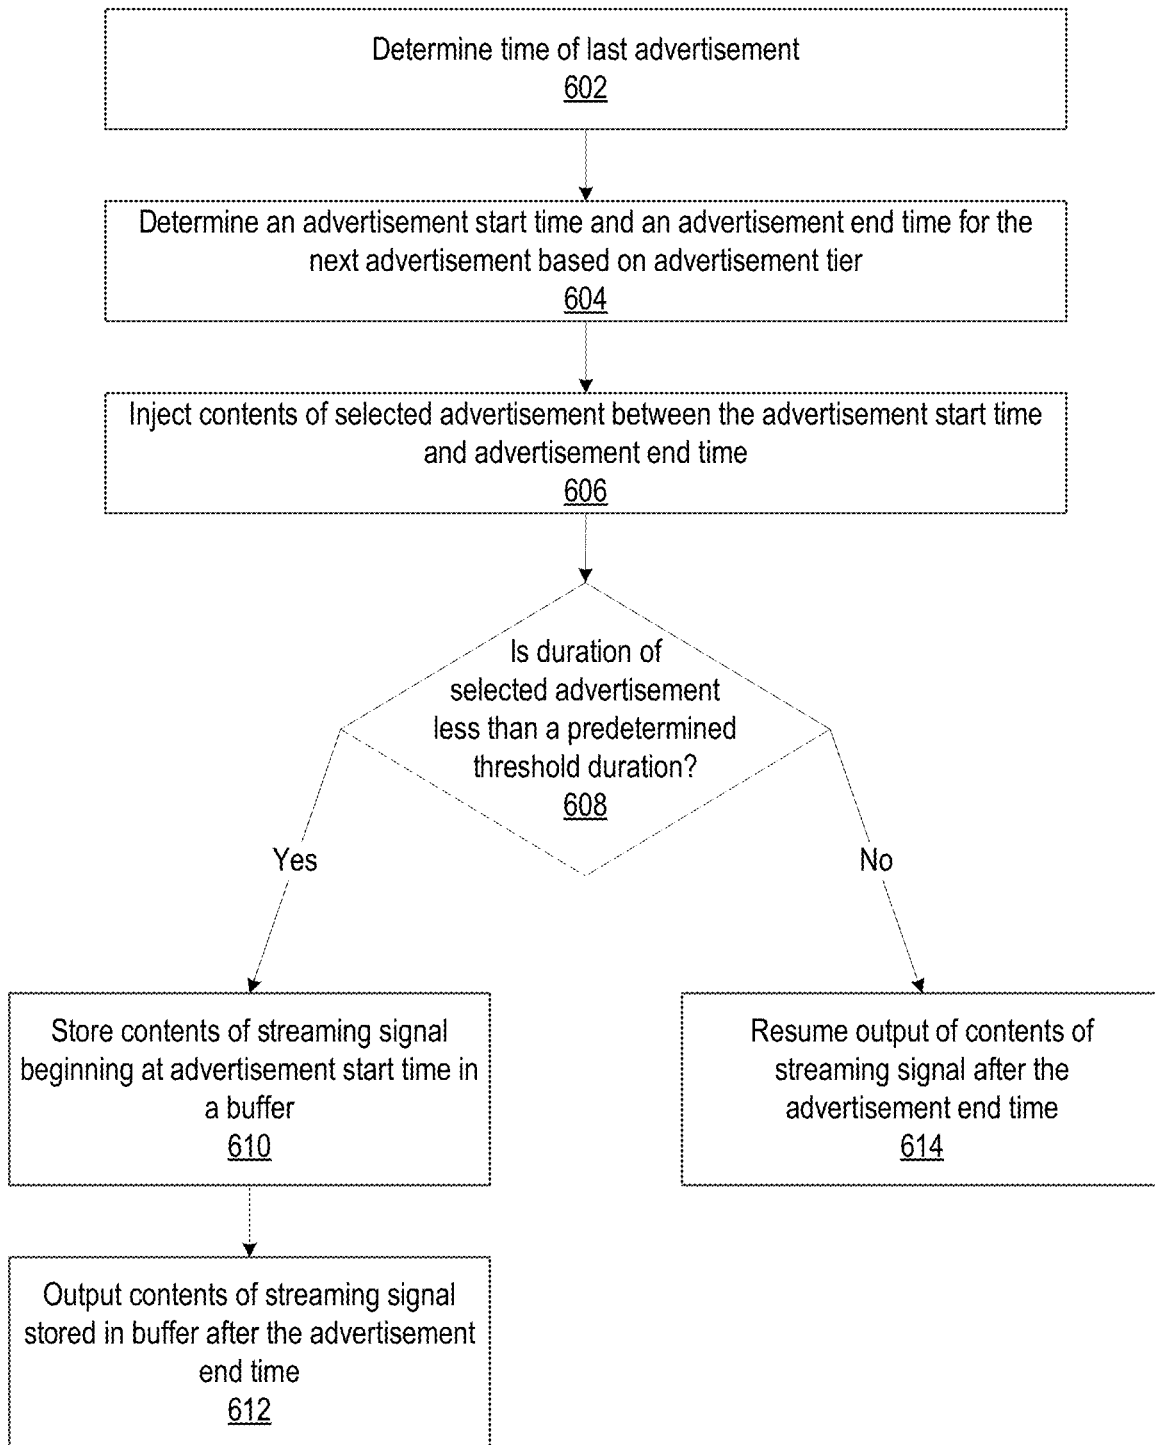 Determine time of last advertisement
602
Determine an advertisement start time and an advertisement end time for the
next advertisement based on advertisement tier
604
Inject contents of selected advertisement between the advertisement start time
and advertisement end time
606
Is duration of
selected advertisement
less than a predetermined
threshold duration?
608
Yes
No
Store contents of streaming signal
beginning at advertisement start time in
a buffer
610
Resume output of contents of
streaming signal after the
advertisement end time
614
Output contents of streaming signal
stored in buffer after the advertisement
end time
612